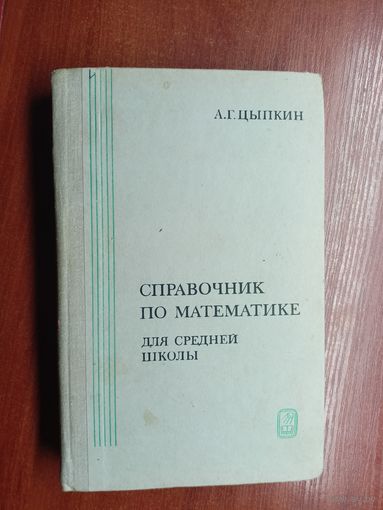 А.Г.ЦЫПКИН
СПРАВОЧНИК
ПО МАТЕМАТИКЕ
ДЛЯ СРЕДНЕЙ
ШКОЛЫ